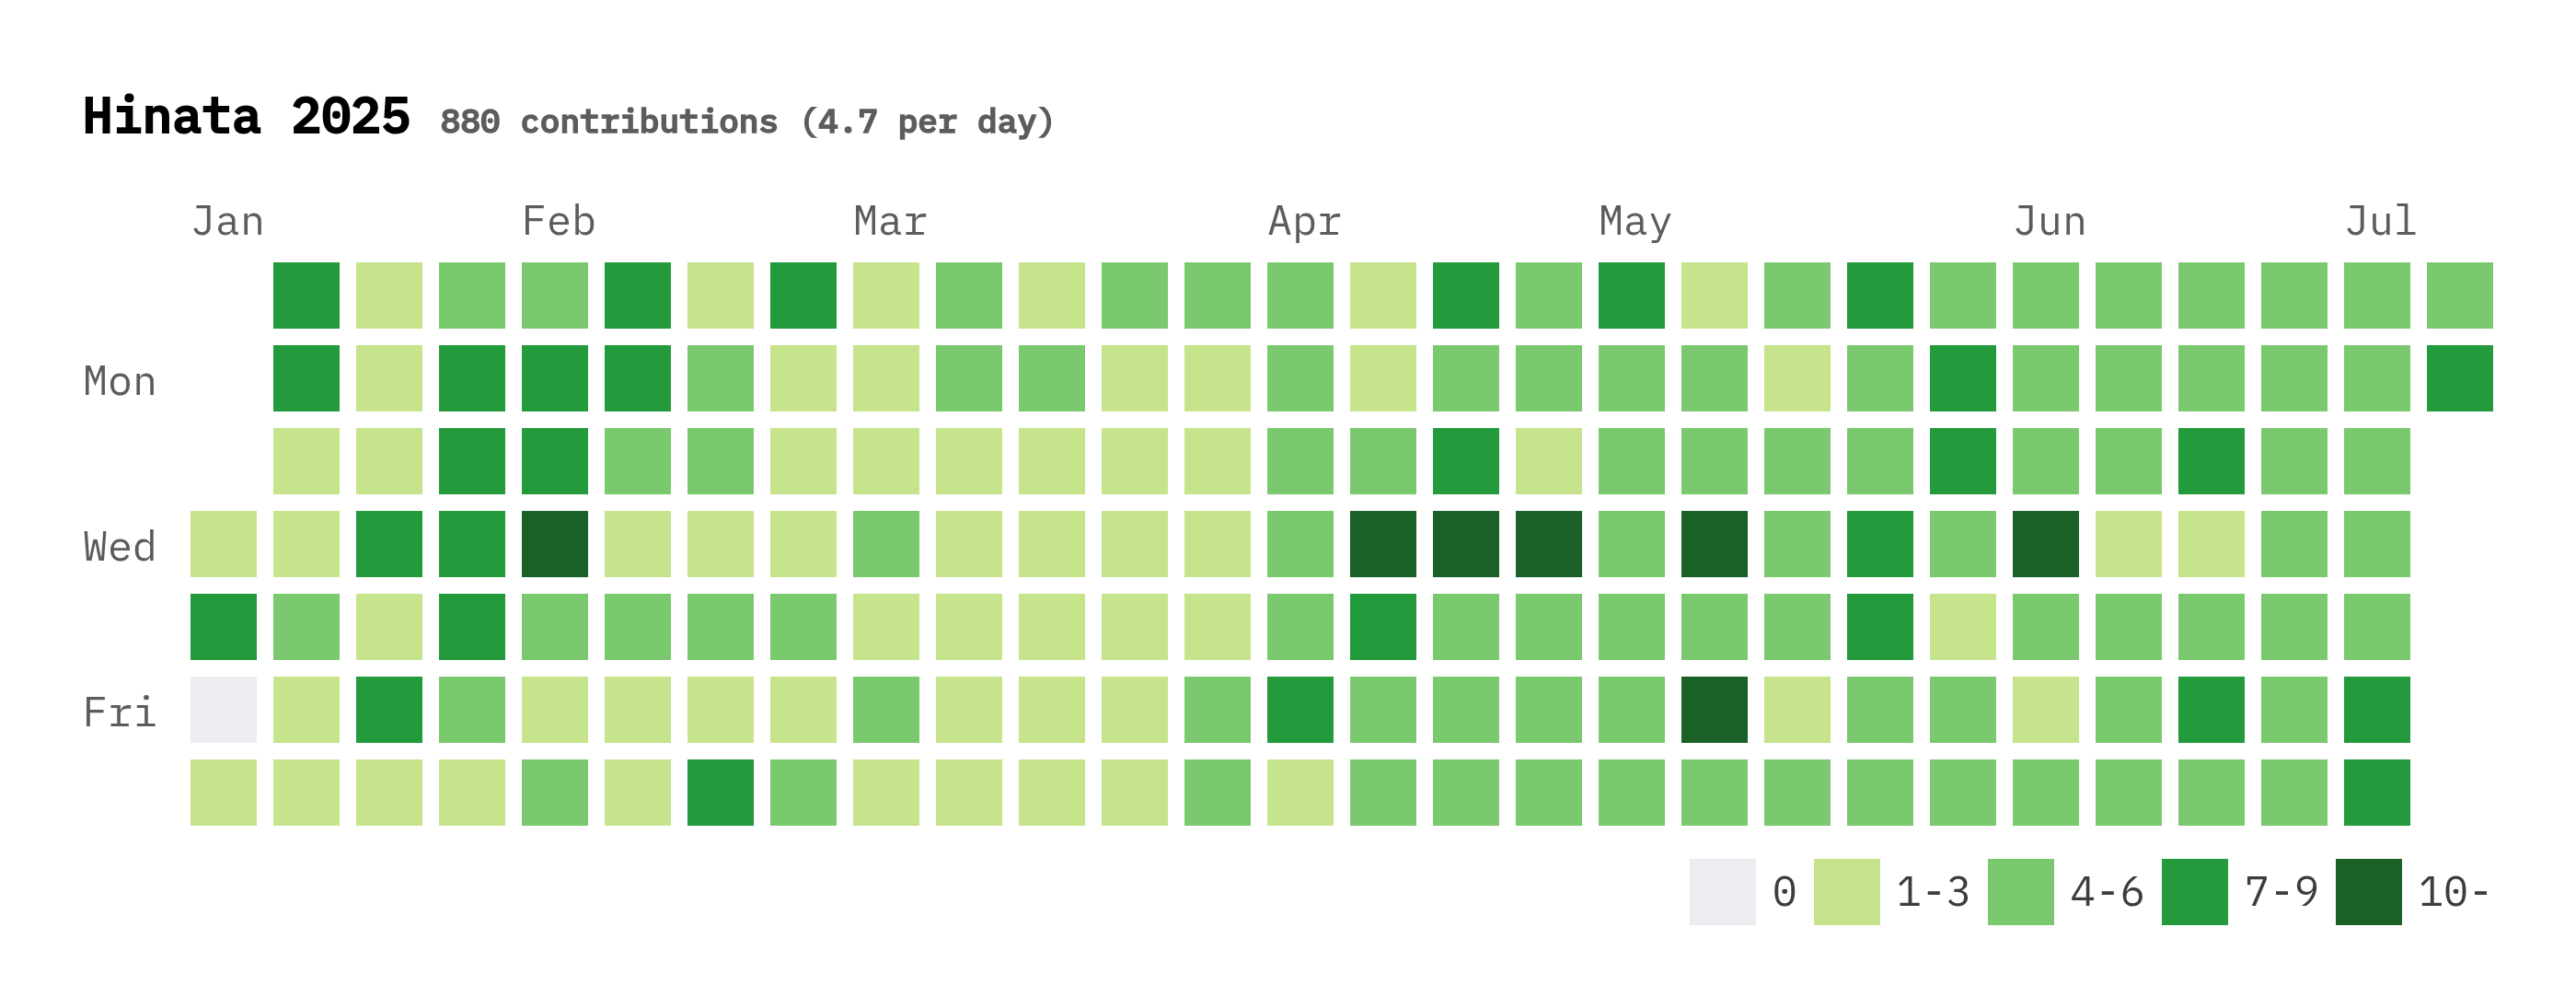 Hinata 2025 880 contributions (4.7 per day)
Jan Feb Mar Apr May Jun Jul
Mon
Wed
Fri
0 1-3 4-6 7-9 10-